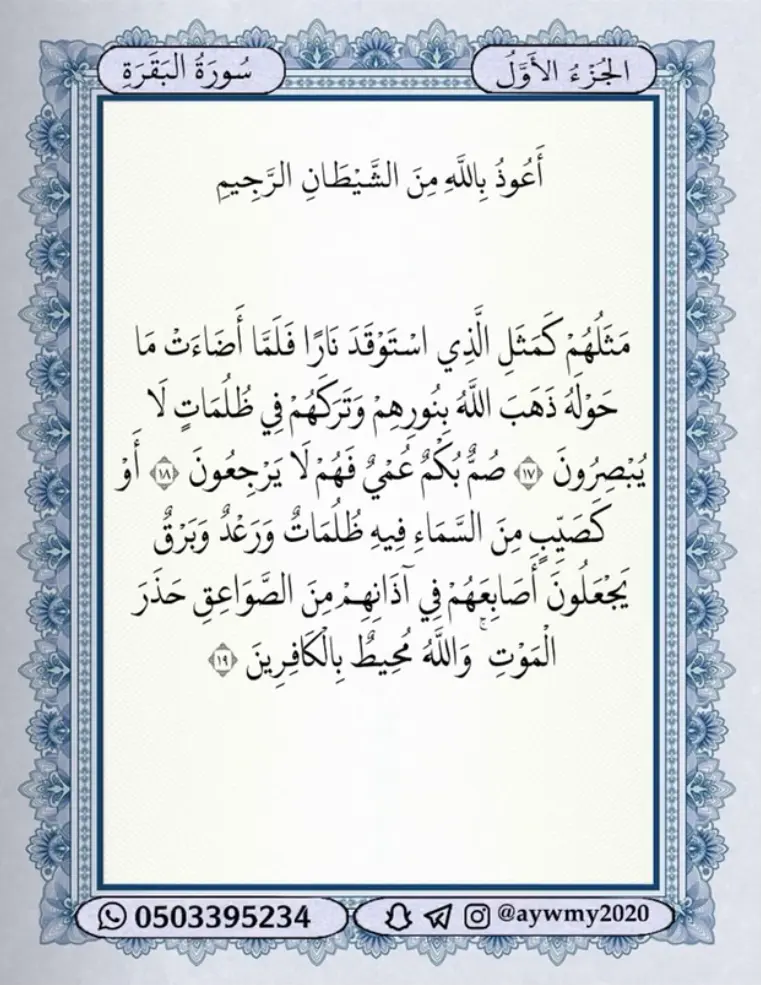 الجُزْءُ الأَوَّلُ
سُورَةُ البَقَرَةِ
أَعُوذُ بِاللَّهِ مِنَ الشَّيْطَانِ الرَّجِيمِ
مَثَلُهُمْ كَمَثَلِ الَّذِي اسْتَوْقَدَ نَارًا فَلَمَّا أَضَاءَتْ مَا
حَوْلَهُ ذَهَبَ اللَّهُ بِنُورِهِمْ وَتَرَكَهُمْ فِي ظُلُمَاتٍ لَا
يُبْصِرُونَ ﴿١٧﴾ صُمٌّ بُكْمٌ عُمْيٌ فَهُمْ لَا يَرْجِعُونَ ﴿١٨﴾ أَوْ
كَصَيِّبٍ مِنَ السَّمَاءِ فِيهِ ظُلُمَاتٌ وَرَعْدٌ وَبَرْقٌ
يَجْعَلُونَ أَصَابِعَهُمْ فِي آذَانِهِمْ مِنَ الصَّوَاعِقِ حَذَرَ
الْمَوْتِ ۚ وَاللَّهُ مُحِيطٌ بِالْكَافِرِينَ ﴿١٩﴾
0503395234
@aywmy2020